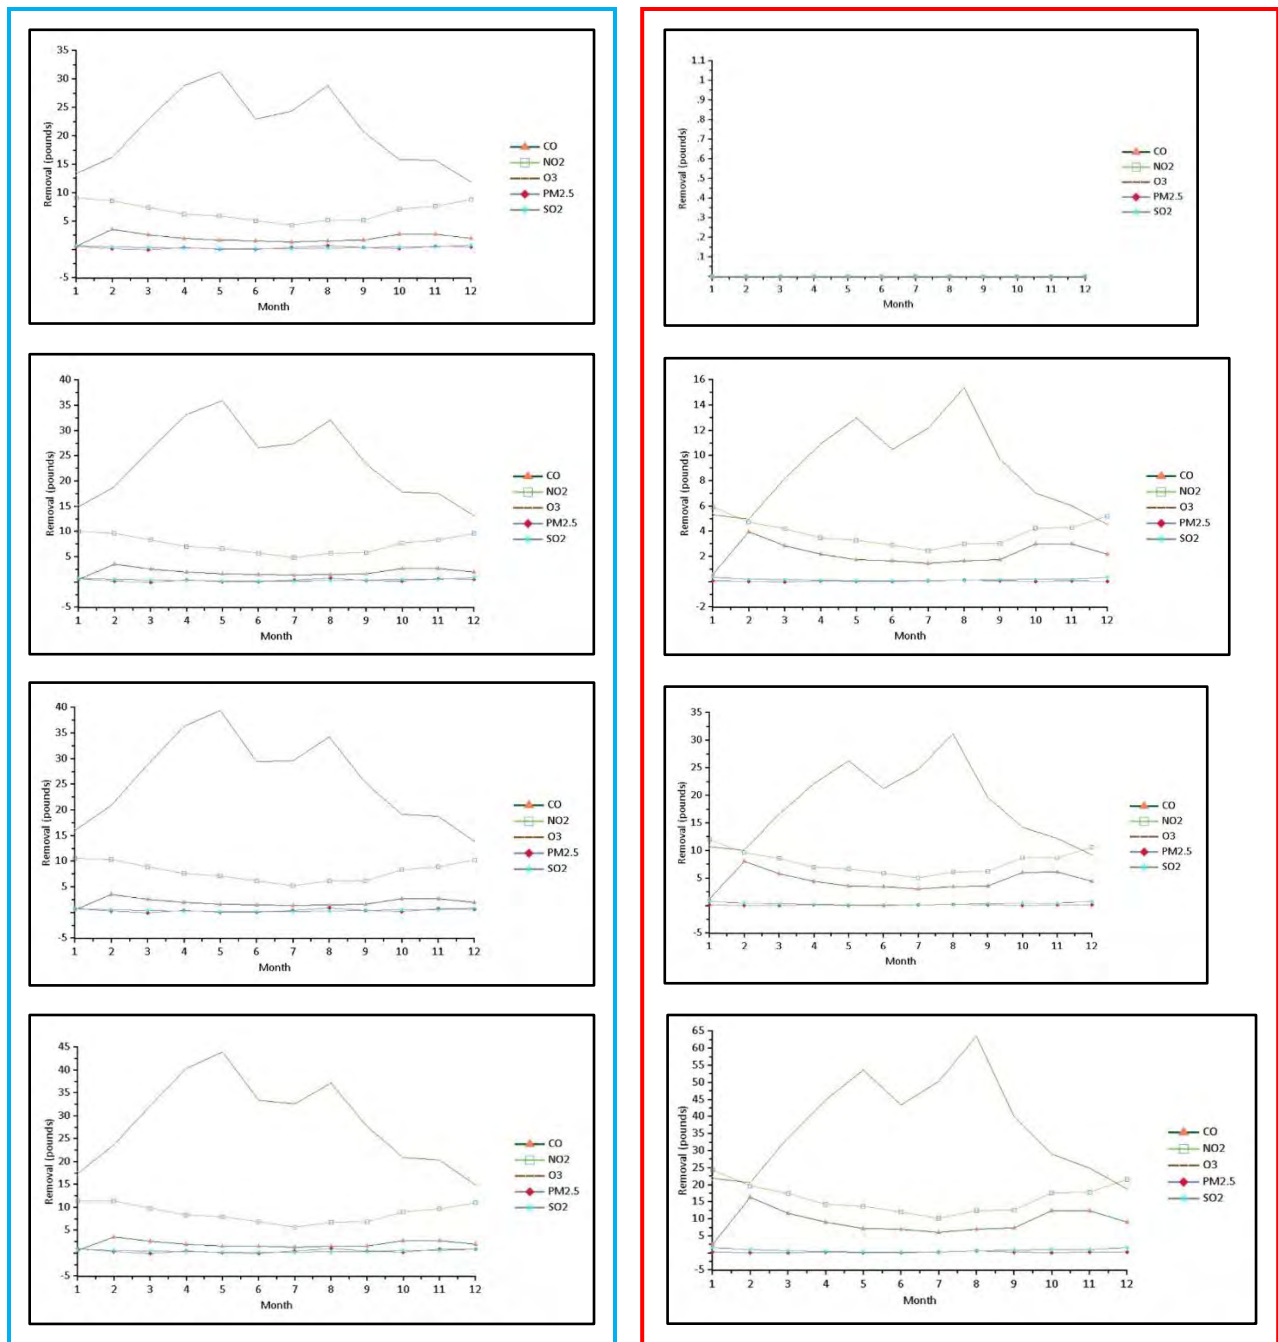 35
30
25
20
15
10
5
-5
Removal (pounds)
1 2 3 4 5 6 7 8 9 10 11 12
Month
CO
NO2
O3
PM2.5
SO2
40
35
30
25
20
15
10
5
-5
Removal (pounds)
1 2 3 4 5 6 7 8 9 10 11 12
Month
CO
NO2
O3
PM2.5
SO2
40
35
30
25
20
15
10
5
-5
Removal (pounds)
1 2 3 4 5 6 7 8 9 10 11 12
Month
CO
NO2
O3
PM2.5
SO2
45
40
35
30
25
20
15
10
5
-5
Removal (pounds)
1 2 3 4 5 6 7 8 9 10 11 12
Month
CO
NO2
O3
PM2.5
SO2
1.1
1
.9
.8
.7
.6
.5
.4
.3
.2
.1
Removal (pounds)
1 2 3 4 5 6 7 8 9 10 11 12
Month
CO
NO2
O3
PM2.5
SO2
16
14
12
10
8
6
4
2
-2
Removal (pounds)
1 2 3 4 5 6 7 8 9 10 11 12
Month
CO
NO2
O3
PM2.5
SO2
35
30
25
20
15
10
5
-5
Removal (pounds)
1 2 3 4 5 6 7 8 9 10 11 12
Month
CO
NO2
O3
PM2.5
SO2
65
60
55
50
45
40
35
30
25
20
15
10
5
-5
Removal (pounds)
1 2 3 4 5 6 7 8 9 10 11 12
Month
CO
NO2
O3
PM2.5
SO2